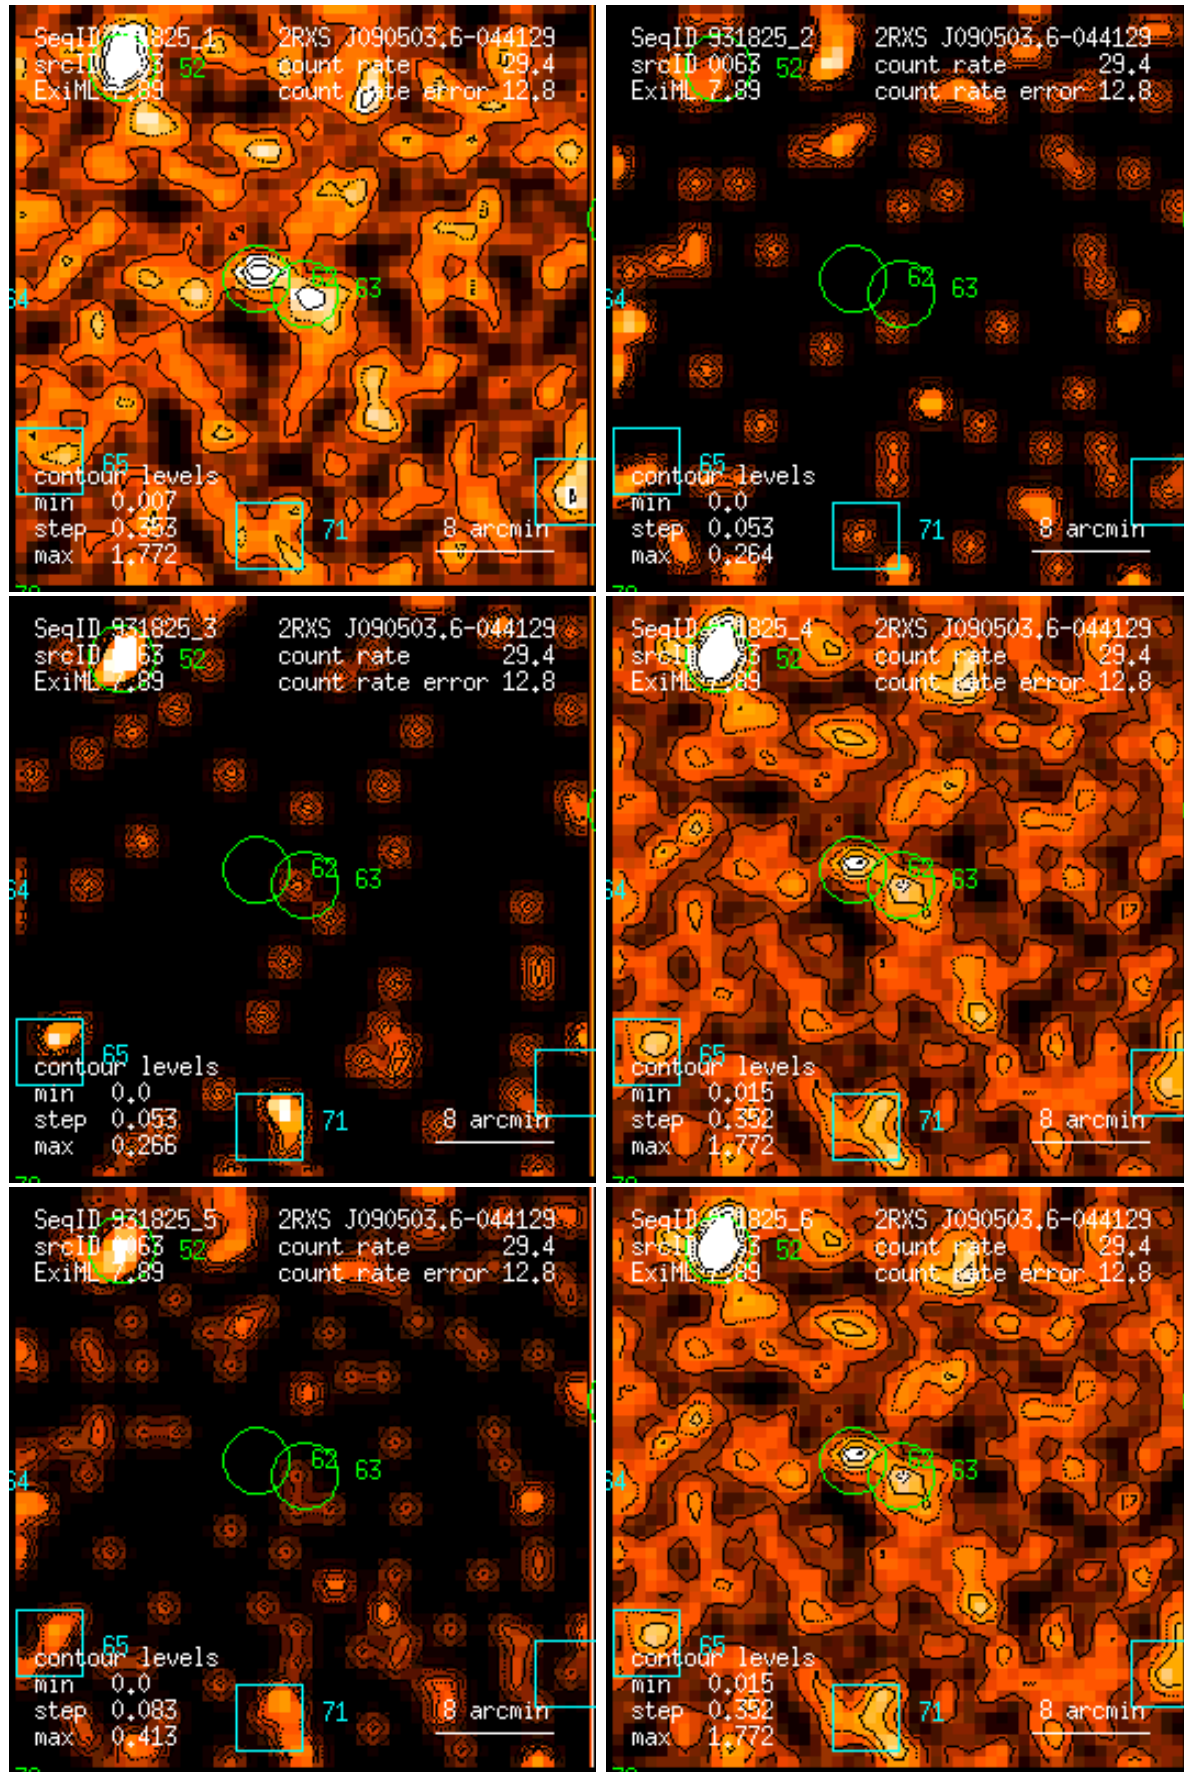 SeqID 931825_1 2RXS J090503.6-044129
srcID 0063 52 count rate 29.4
ExiML 7.89 count rate error 12.8
62 63
64
65
contour levels
min 0.007
step 0.353 71 8 arcmin
max 1.772
SeqID 931825_2 2RXS J090503.6-044129
srcID 0063 52 count rate 29.4
ExiML 7.89 count rate error 12.8
62 63
64
65
contour levels
min 0.0
step 0.053 71 8 arcmin
max 0.264
SeqID 931825_3 2RXS J090503.6-044129
srcID 0063 52 count rate 29.4
ExiML 7.89 count rate error 12.8
62 63
64
65
contour levels
min 0.0
step 0.053 71 8 arcmin
max 0.266
SeqID 931825_4 2RXS J090503.6-044129
srcID 0063 52 count rate 29.4
ExiML 7.89 count rate error 12.8
62 63
64
65
contour levels
min 0.015
step 0.352 71 8 arcmin
max 1.772
SeqID 931825_5 2RXS J090503.6-044129
srcID 0063 52 count rate 29.4
ExiML 7.89 count rate error 12.8
62 63
64
65
contour levels
min 0.0
step 0.083 71 8 arcmin
max 0.413
SeqID 931825_6 2RXS J090503.6-044129
srcID 0063 52 count rate 29.4
ExiML 7.89 count rate error 12.8
62 63
64
65
contour levels
min 0.015
step 0.352 71 8 arcmin
max 1.772